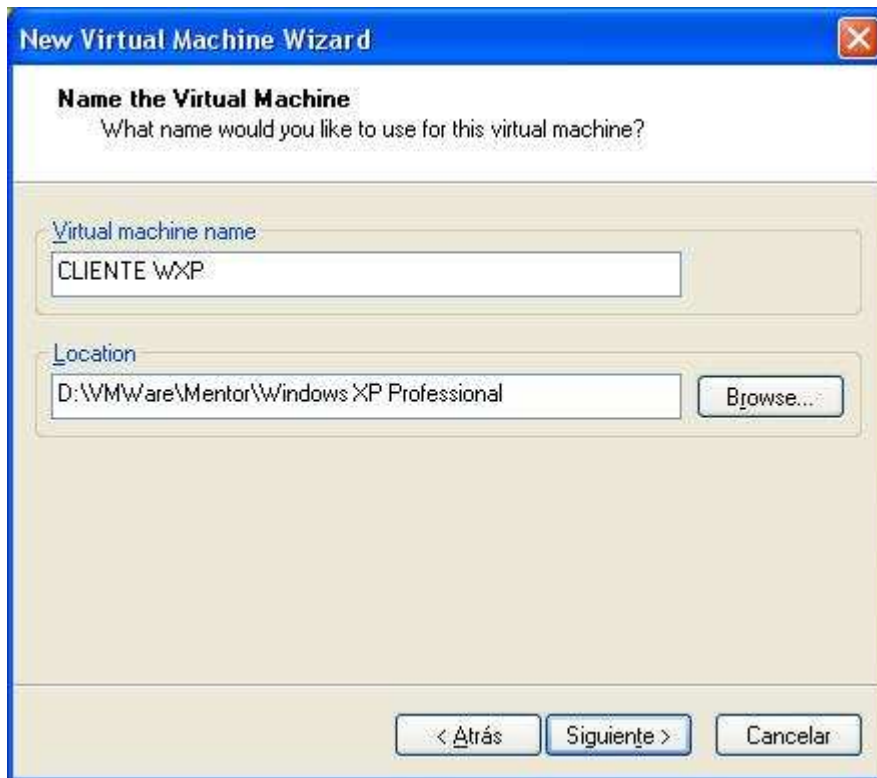 New Virtual Machine Wizard
Name the Virtual Machine
What name would you like to use for this virtual machine?
Virtual machine name
CLIENTE WXP
Location
D:\VMWare\Mentor\Windows XP Professional
Browse...
< Atrás
Siguiente >
Cancelar